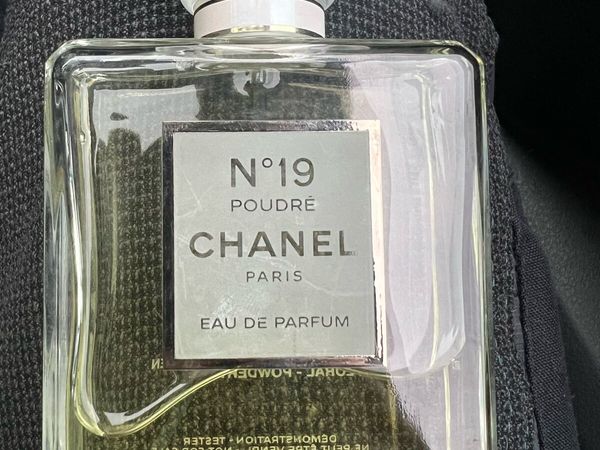 N°19
POUDRÉ
CHANEL
PARIS
EAU DE PARFUM
DEMONSTRATION - TESTER